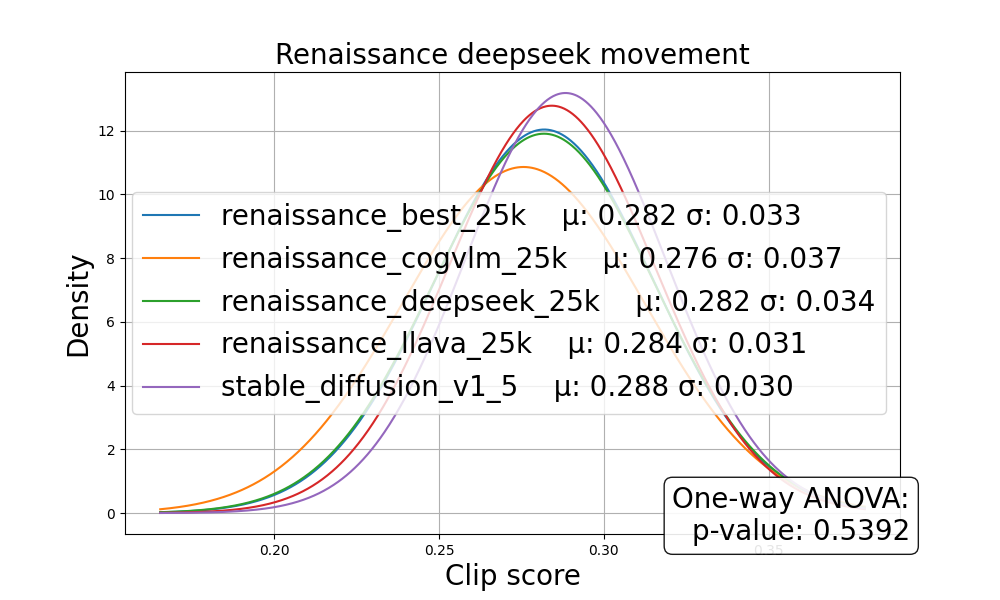 Renaissance deepseek movement
Density
12
10
8
6
4
2
0
renaissance_best_25k μ: 0.282 σ: 0.033
renaissance_cogvlm_25k μ: 0.276 σ: 0.037
renaissance_deepseek_25k μ: 0.282 σ: 0.034
renaissance_llava_25k μ: 0.284 σ: 0.031
stable_diffusion_v1_5 μ: 0.288 σ: 0.030
One-way ANOVA:
p-value: 0.5392
0.20 0.25 0.30 0.35
Clip score